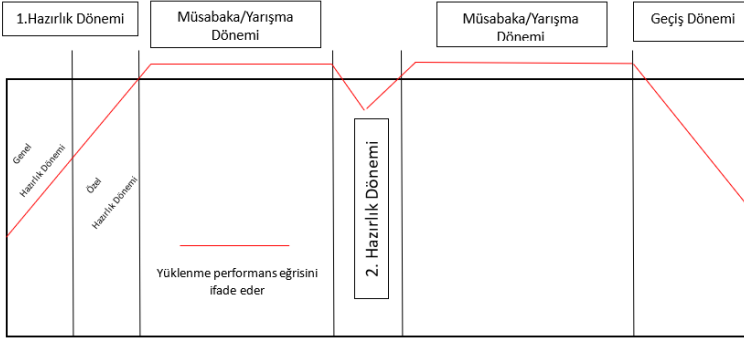 1.Hazırlık Dönemi
Müsabaka/Yarışma
Dönemi
Müsabaka/Yarışma
Dönemi
Geçiş Dönemi
Genel
Hazırlık Dönemi
Özel
Hazırlık Dönemi
2. Hazırlık Dönemi
Yüklenme performans eğrisini
ifade eder